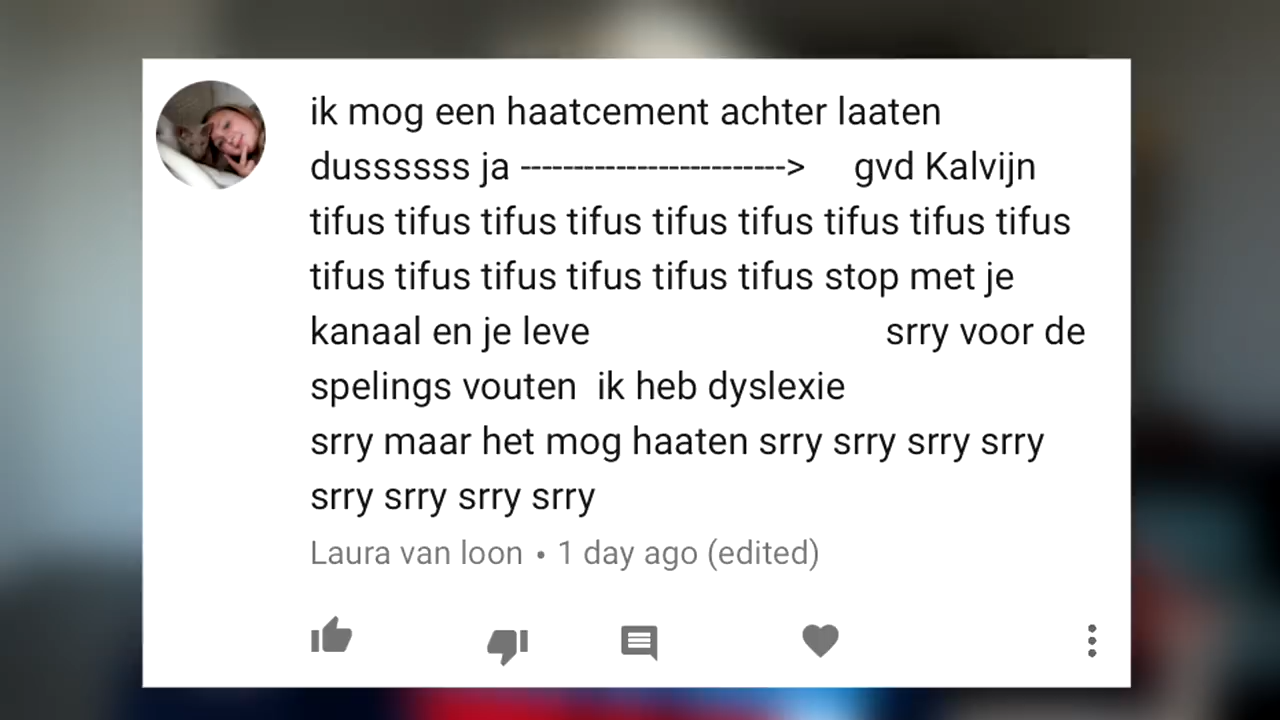 ik mog een haatcement achter laaten
dussssss ja -------------------------> gvd Kalvijn
tifus tifus tifus tifus tifus tifus tifus tifus tifus
tifus tifus tifus tifus tifus tifus stop met je
kanaal en je leve srry voor de
spelings vouten ik heb dyslexie
srry maar het mog haaten srry srry srry srry
srry srry srry srry
Laura van loon • 1 day ago (edited)